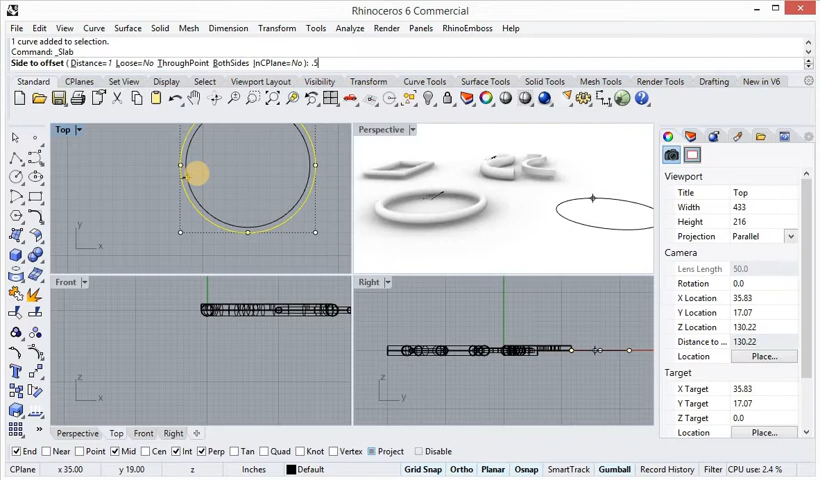 Rhinoceros 6 Commercial
File Edit View Curve Surface Solid Mesh Dimension Transform Tools Analyze Render Panels RhinoEmboss Help
1 curve added to selection.
Command: _Slab
Side to offset ( Distance=1 Loose=No ThroughPoint BothSides InCPlane=No): .5
Standard CPlanes Set View Display Select Viewport Layout Visibility Transform Curve Tools Surface Tools Solid Tools Mesh Tools Render Tools Drafting New in V6
Top
Perspective
Viewport
Title Top
Width 433
Height 216
Projection Parallel
Camera
Lens Length 50.0
Rotation 0.0
X Location 35.83
Y Location 17.07
Z Location 130.22
Distance to ... 130.22
Location Place...
Target
X Target 35.83
Y Target 17.07
Z Target 0.0
Location Place...
y
x
Front
Right
z
x
z
y
Perspective Top Front Right
End Near Point Mid Cen Int Perp Tan Quad Knot Vertex Project Disable
CPlane x 35.00 y 19.00 z Inches Default Grid Snap Ortho Planar Osnap SmartTrack Gumball Record History Filter CPU use: 2.4 %